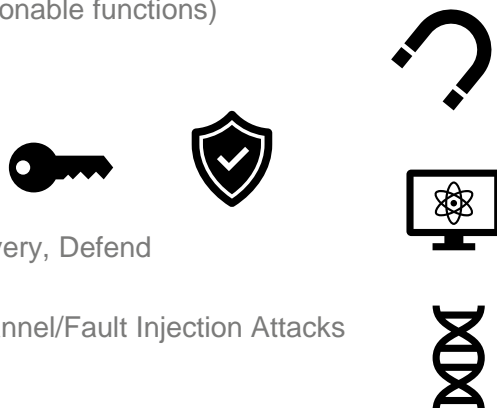 onable functions)
very, Defend
nnel/Fault Injection Attacks